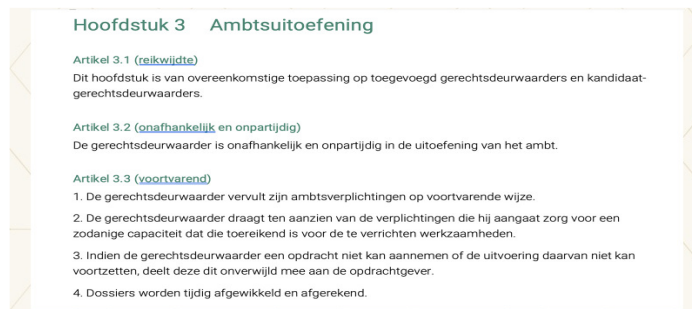 Hoofdstuk 3 Ambtsuitoefening
Artikel 3.1 (reikwijdte)
Dit hoofdstuk is van overeenkomstige toepassing op toegevoegd gerechtsdeurwaarders en kandidaat-
gerechtsdeurwaarders.
Artikel 3.2 (onafhankelijk en onpartijdig)
De gerechtsdeurwaarder is onafhankelijk en onpartijdig in de uitoefening van het ambt.
Artikel 3.3 (voortvarend)
1. De gerechtsdeurwaarder vervult zijn ambtsverplichtingen op voortvarende wijze.
2. De gerechtsdeurwaarder draagt ten aanzien van de verplichtingen die hij aangaat zorg voor een
zodanige capaciteit dat die toereikend is voor de te verrichten werkzaamheden.
3. Indien de gerechtsdeurwaarder een opdracht niet kan aannemen of de uitvoering daarvan niet kan
voortzetten, deelt deze dit onverwijld mee aan de opdrachtgever.
4. Dossiers worden tijdig afgewikkeld en afgerekend.